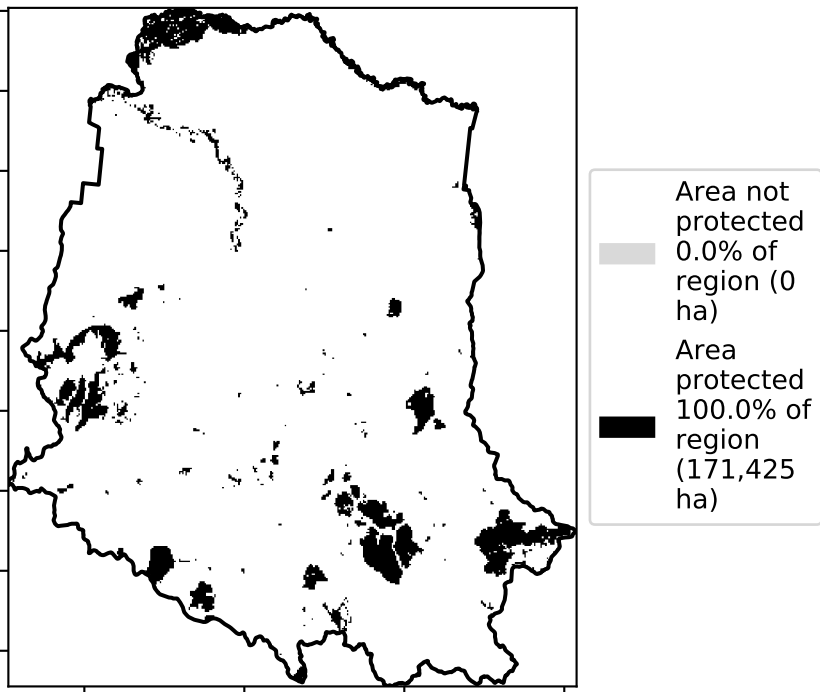 Area not
protected
0.0% of
region (0
ha)
Area
protected
100.0% of
region
(171,425
ha)